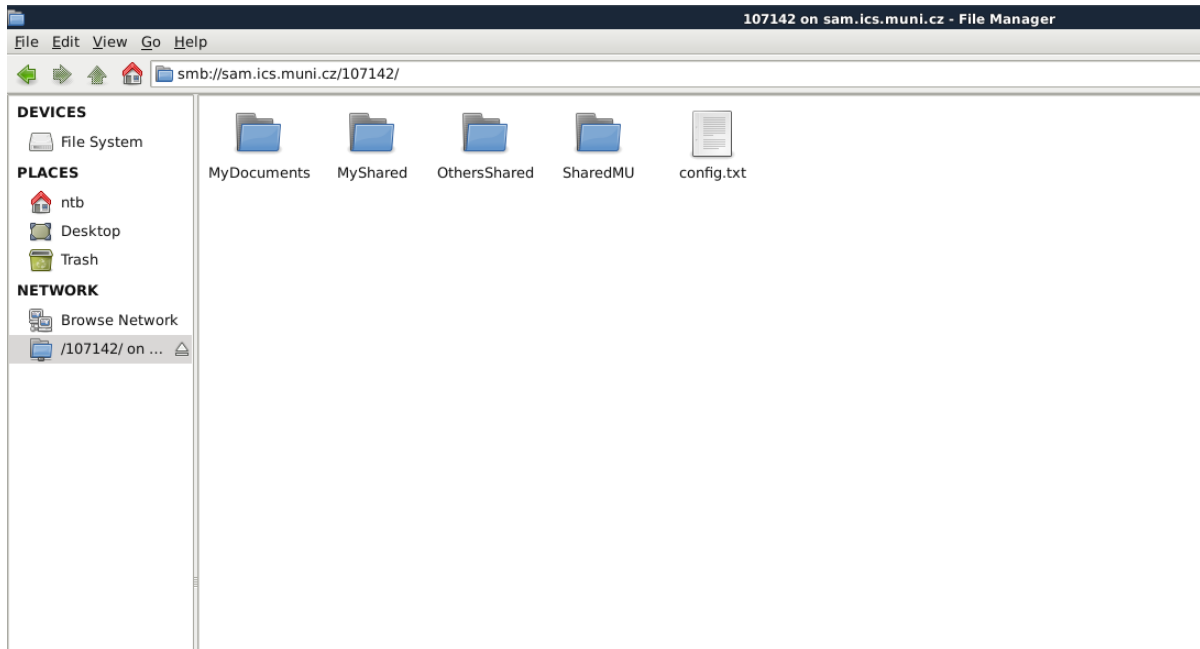 107142 on sam.ics.muni.cz - File Manager
File Edit View Go Help
smb://sam.ics.muni.cz/107142/
DEVICES
File System
PLACES
ntb
Desktop
Trash
NETWORK
Browse Network
/107142/ on ...
MyDocuments MyShared OthersShared SharedMU config.txt